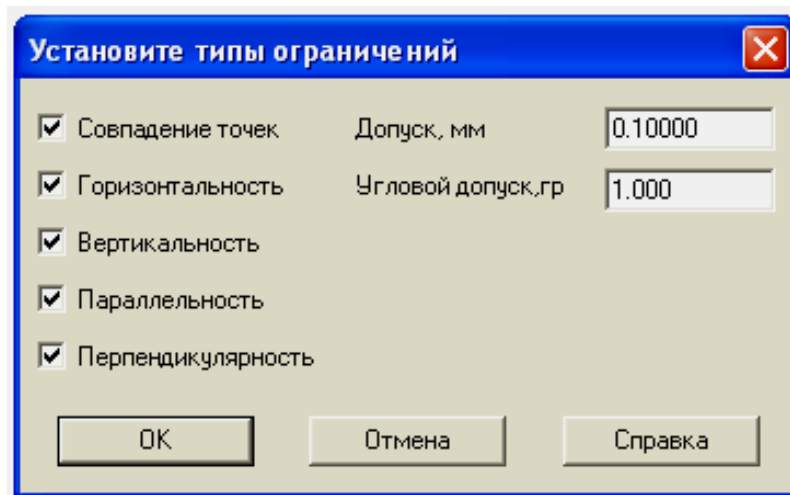 Установите типы ограничений
Совпадение точек Допуск, мм 0.10000
Горизонтальность Угловой допуск,гр 1.000
Вертикальность
Параллельность
Перпендикулярность
OK Отмена Справка